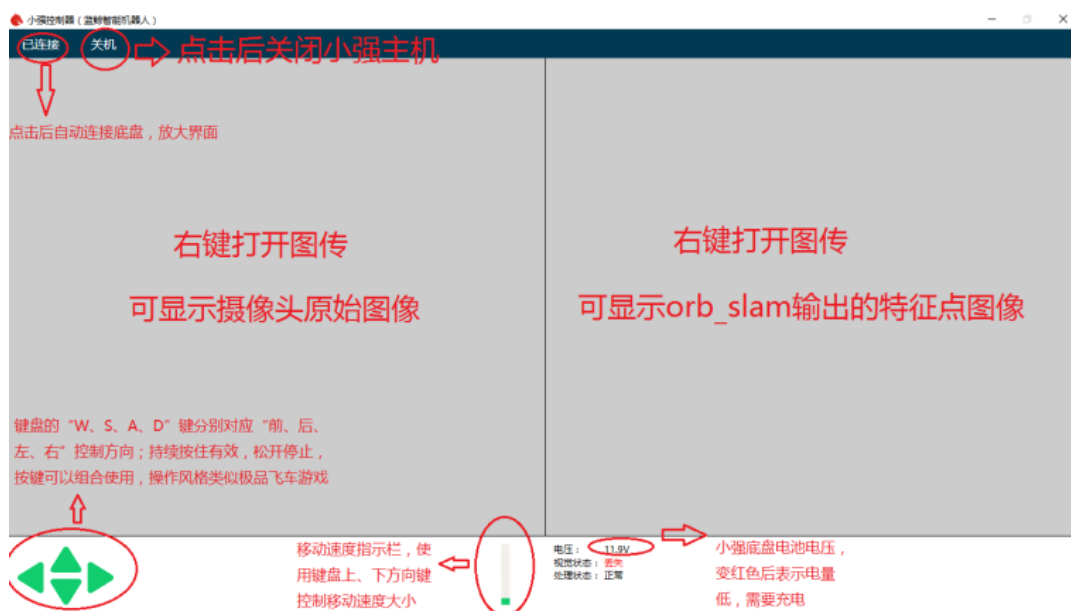 小强控制器（蓝鲸智能机器人）
已连接
关机
点击后关闭小强主机
点击后自动连接底盘，放大界面
右键打开图传
可显示摄像头原始图像
右键打开图传
可显示orb_slam输出的特征点图像
键盘的“W、S、A、D”键分别对应“前、后、
左、右”控制方向；持续按住有效，松开停止，
按键可以组合使用，操作风格类似极品飞车游戏
移动速度指示栏，使
用键盘上、下方向键
控制移动速度大小
电压： 11.9V
视觉状态： 丢失
处理状态： 正常
小强底盘电池电压，
变红色后表示电量
低，需要充电